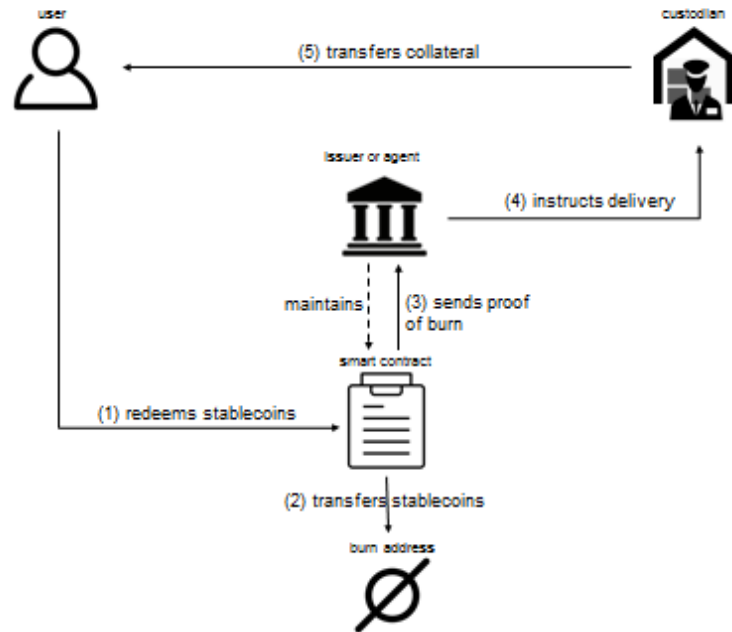 user
custodian
(5) transfers collateral
Issuer or agent
(4) instructs delivery
maintains
(3) sends proof
of burn
smart contract
(1) redeems stablecoins
(2) transfers stablecoins
burn address